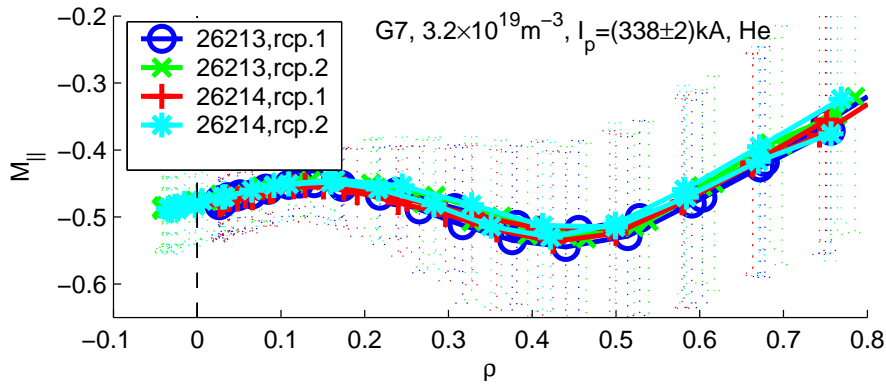 G7, 3.2×10¹⁹m⁻³, Iₚ=(338±2)kA, He
26213,rcp.1
26213,rcp.2
26214,rcp.1
26214,rcp.2
−0.2
−0.3
−0.4
−0.5
−0.6
M||
−0.1
0
0.1
0.2
0.3
0.4
0.5
0.6
0.7
0.8
ρ